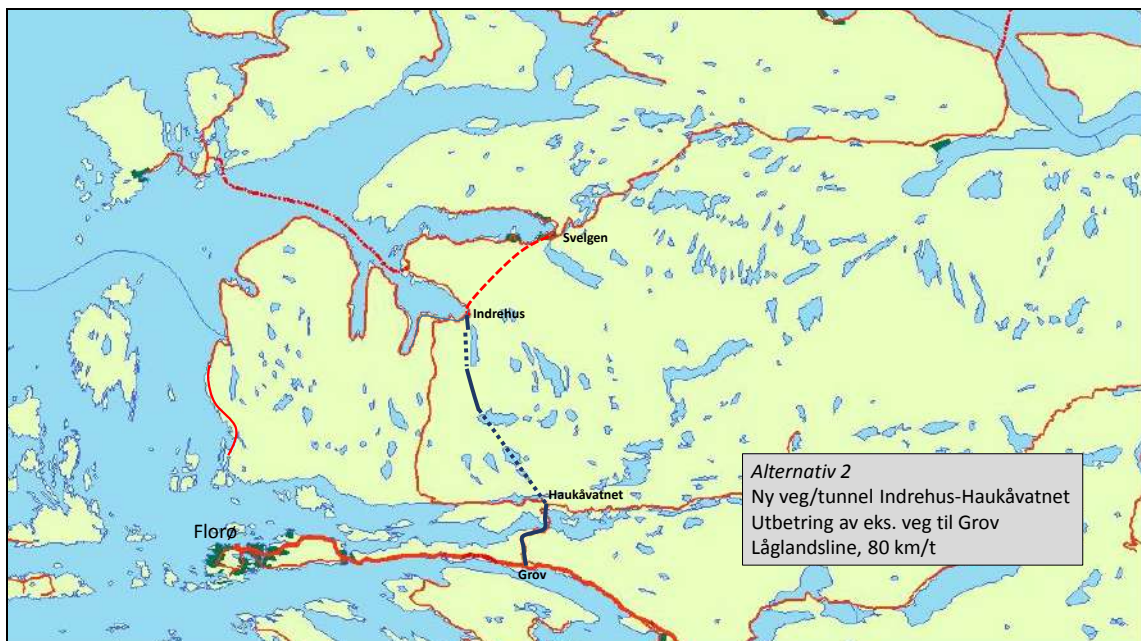 Svelgen
Indrehus
Haukåvatnet
Alternativ 2
Ny veg/tunnel Indrehus-Haukåvatnet
Utbetring av eks. veg til Grov
Låglandsline, 80 km/t
Florø
Grov